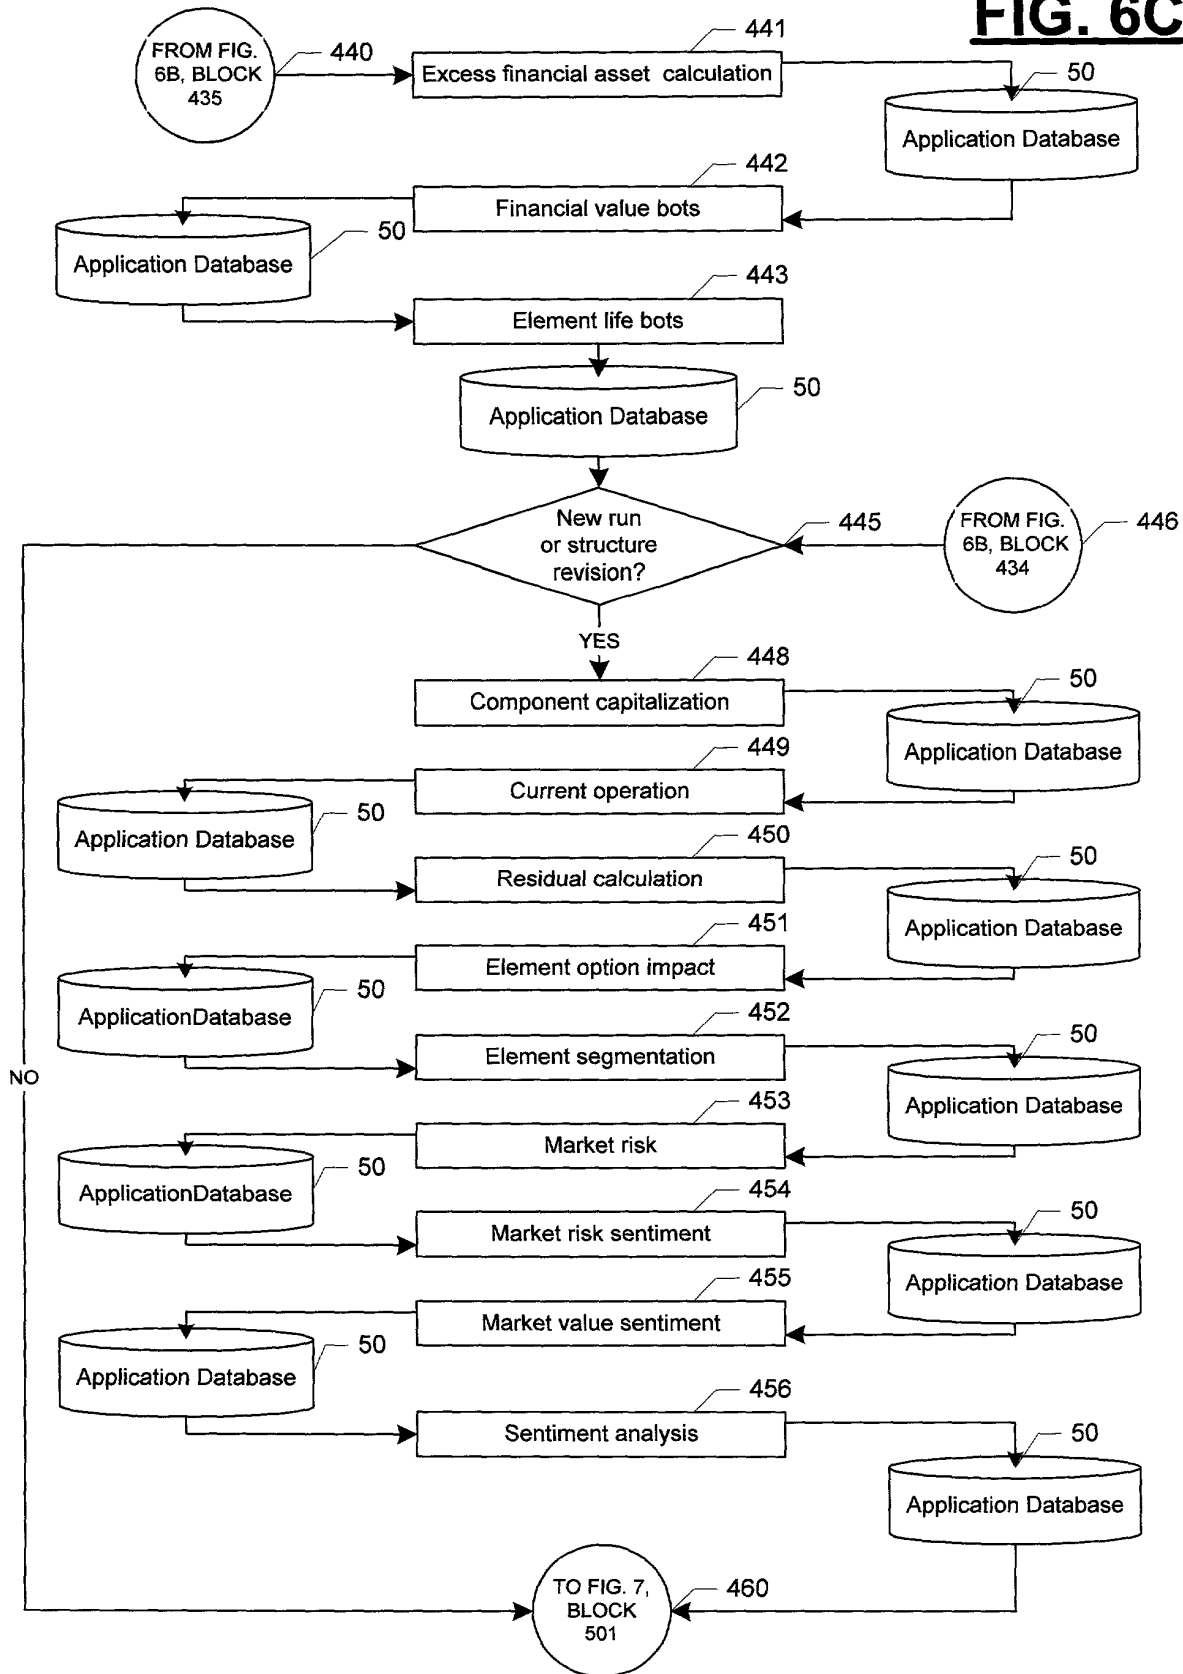 FIG. 6C
FROM FIG.
6B, BLOCK
435
440
441
Excess financial asset calculation
50
Application Database
442
Financial value bots
50
Application Database
443
Element life bots
50
Application Database
New run
or structure
revision?
445
FROM FIG.
6B, BLOCK
434
446
YES
448
Component capitalization
50
Application Database
449
Current operation
50
Application Database
450
Residual calculation
50
Application Database
451
Element option impact
50
ApplicationDatabase
452
Element segmentation
50
Application Database
NO
453
Market risk
50
ApplicationDatabase
454
Market risk sentiment
50
Application Database
455
Market value sentiment
50
Application Database
456
Sentiment analysis
50
Application Database
TO FIG. 7,
BLOCK
501
460